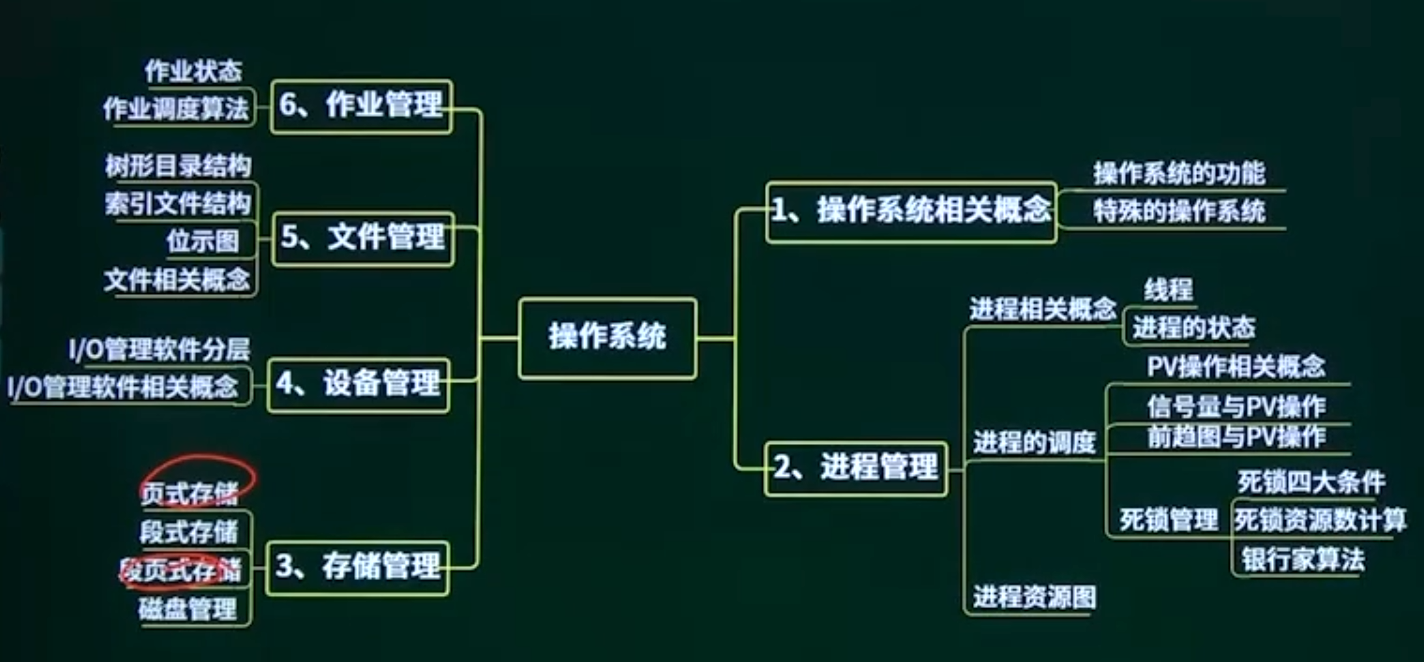 操作系统
1、操作系统相关概念
操作系统的功能
特殊的操作系统
2、进程管理
进程相关概念
线程
进程的状态
进程的调度
PV操作相关概念
信号量与PV操作
前趋图与PV操作
死锁管理
死锁四大条件
死锁资源数计算
银行家算法
进程资源图
3、存储管理
页式存储
段式存储
段页式存储
磁盘管理
4、设备管理
I/O管理软件分层
I/O管理软件相关概念
5、文件管理
树形目录结构
索引文件结构
位示图
文件相关概念
6、作业管理
作业状态
作业调度算法